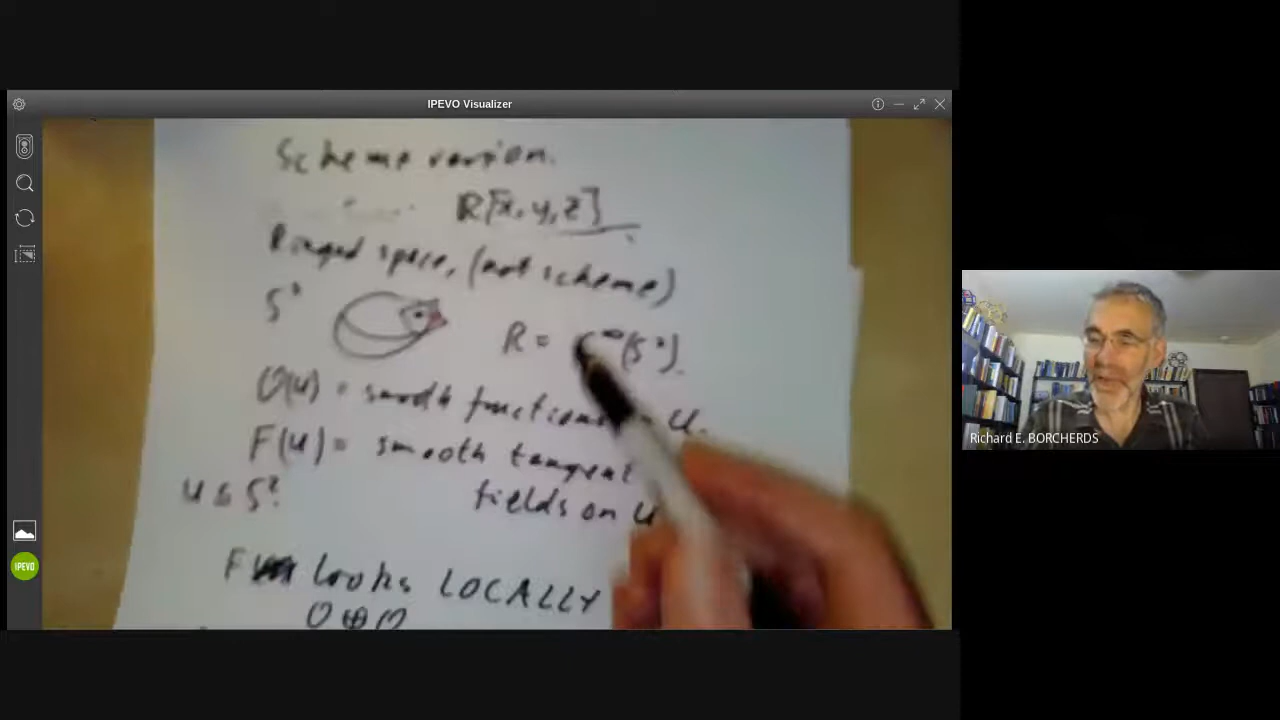 IPEVO Visualizer
Scheme version.
R[x, y, z]
Ringed space, (not scheme)
S²
R = C^∞(S²).
O(U) = smooth functions on U.
F(U) = smooth tangent
fields on U
U ⊆ S².
F looks LOCALLY
O ⊕ O
IPEVO
Richard E. BORCHERDS